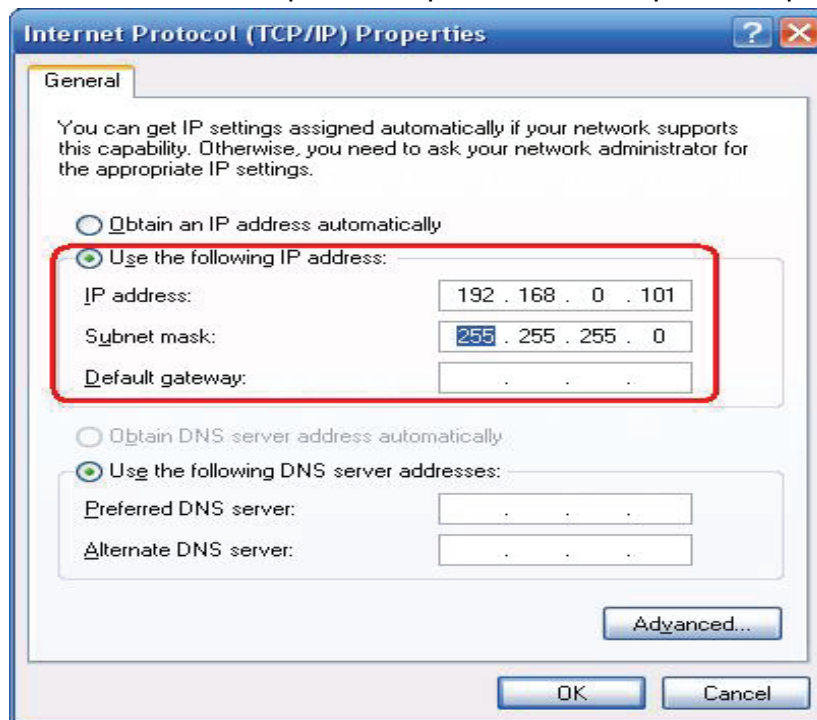 Internet Protocol (TCP/IP) Properties
General
You can get IP settings assigned automatically if your network supports
this capability. Otherwise, you need to ask your network administrator for
the appropriate IP settings.
Obtain an IP address automatically
Use the following IP address:
IP address: 192 . 168 . 0 . 101
Subnet mask: 255 . 255 . 255 . 0
Default gateway: . . .
Obtain DNS server address automatically
Use the following DNS server addresses:
Preferred DNS server: . . .
Alternate DNS server: . . .
Advanced...
OK Cancel